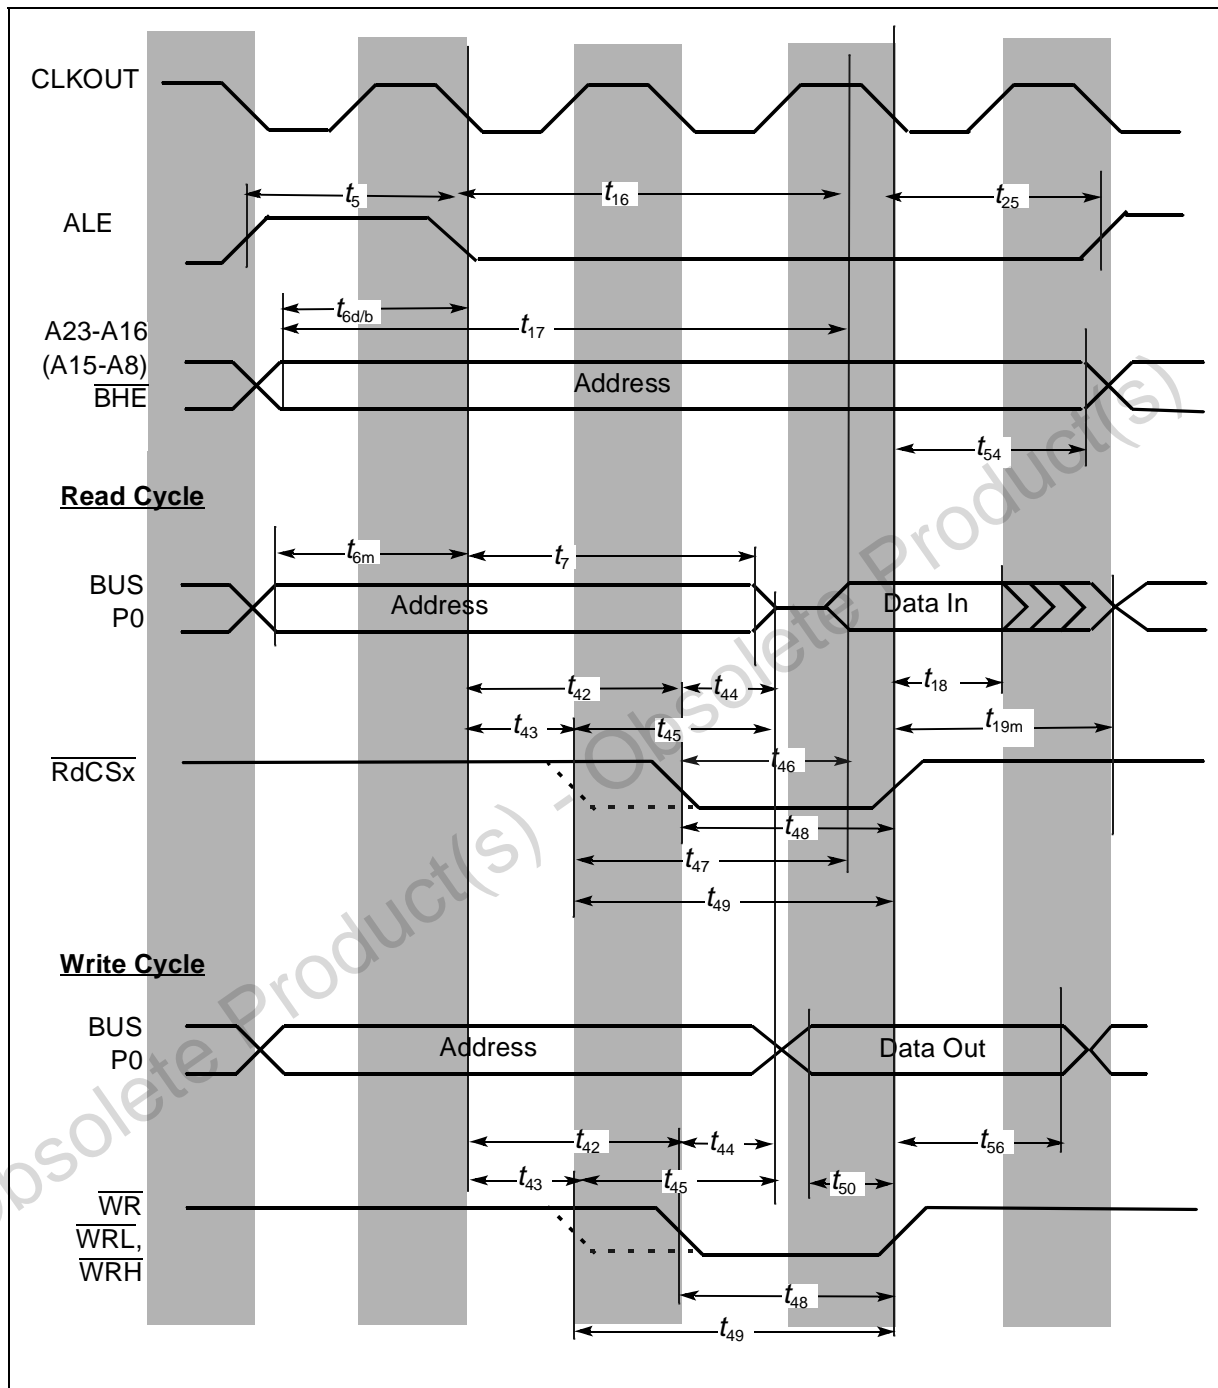 CLKOUT
t5
t16
t25
ALE
t6d/b
t17
A23-A16
(A15-A8)
BHE
Address
t54
Read Cycle
t6m
t7
BUS
P0
Address
Data In
t42
t44
t18
t43
t45
t19m
RdCSx
t46
t48
t47
t49
Write Cycle
BUS
P0
Address
Data Out
t42
t44
t56
t43
t45
t50
WR
WRL,
WRH
t48
t49
Obsolete Product(s) - Obsolete Product(s)